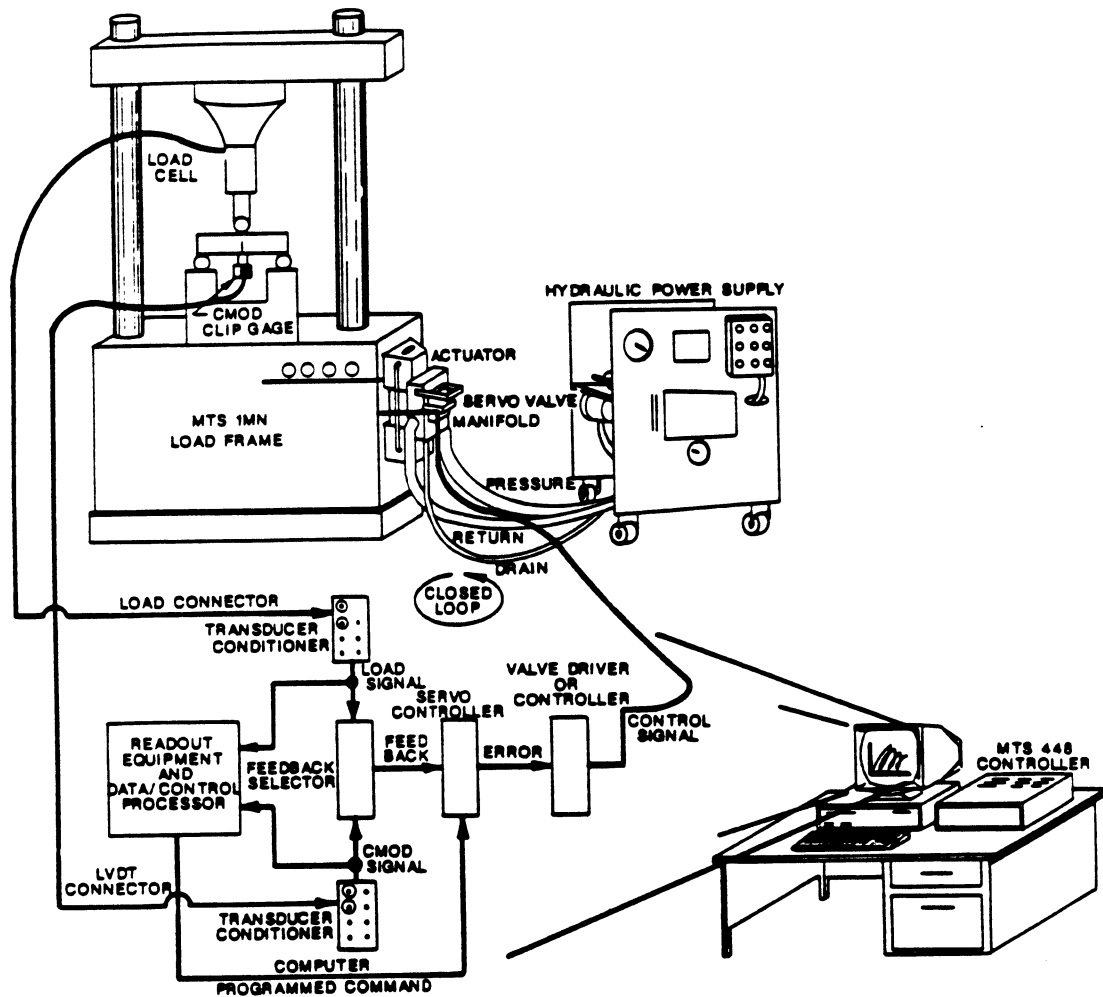 LOAD
CELL
CMOD
CLIP GAGE
HYDRAULIC POWER SUPPLY
ACTUATOR
SERVO VALVE
MANIFOLD
MTS 1MN
LOAD FRAME
PRESSURE
RETURN
DRAIN
CLOSED
LOOP
LOAD CONNECTOR
TRANSDUCER
CONDITIONER
LOAD
SIGNAL
SERVO
CONTROLLER
VALVE DRIVER
OR
CONTROLLER
CONTROL
SIGNAL
READOUT
EQUIPMENT
AND
DATA/CONTROL
PROCESSOR
FEEDBACK
SELECTOR
FEED
BACK
ERROR
MTS 448
CONTROLLER
CMOD
SIGNAL
LVDT
CONNECTOR
TRANSDUCER
CONDITIONER
COMPUTER
PROGRAMMED COMMAND